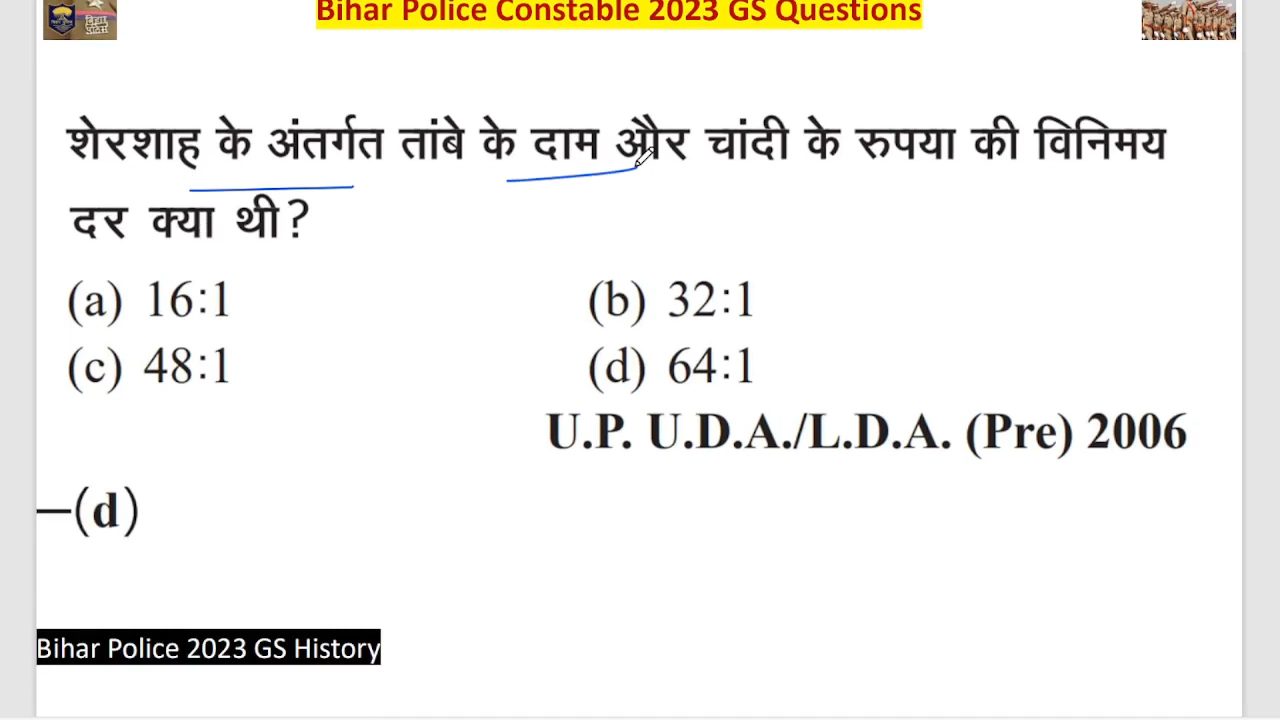 Bihar Police Constable 2023 GS Questions
शेरशाह के अंतर्गत तांबे के दाम और चांदी के रुपया की विनिमय
दर क्या थी?
(a) 16:1 (b) 32:1
(c) 48:1 (d) 64:1
U.P. U.D.A./L.D.A. (Pre) 2006
—(d)
Bihar Police 2023 GS History